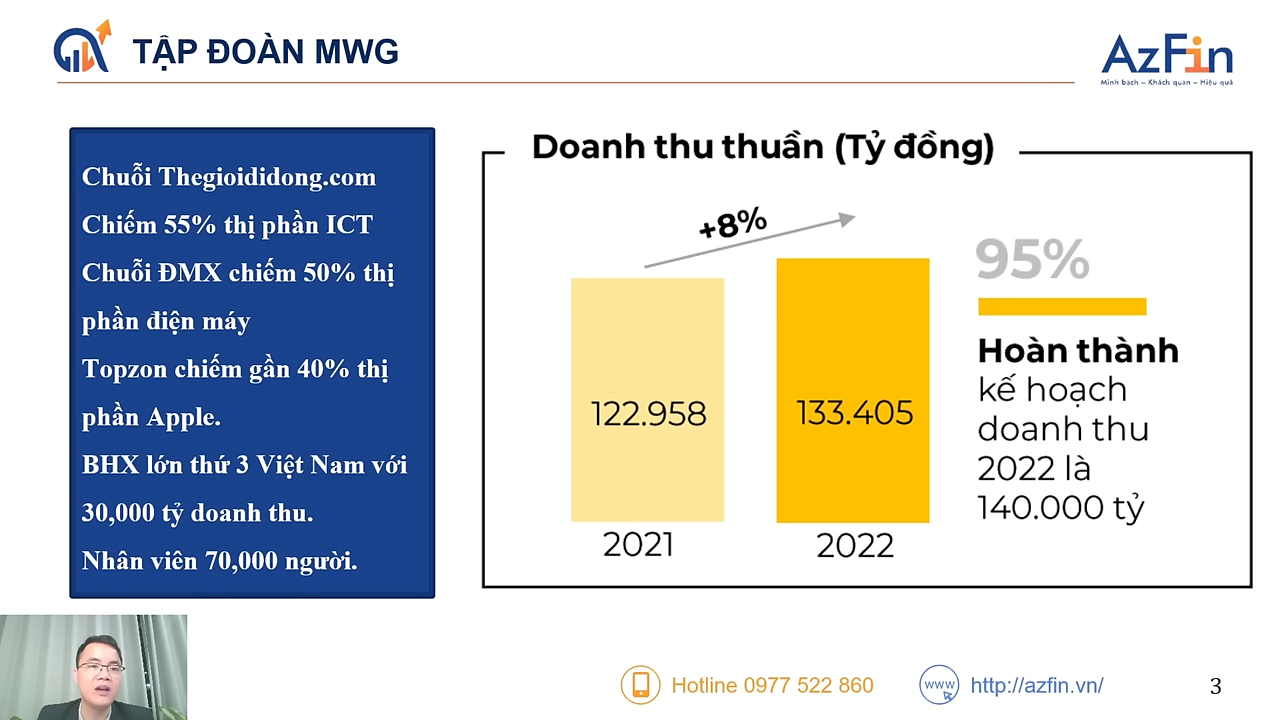 TẬP ĐOÀN MWG
AzFin
Minh bạch – Khách quan – Hiệu quả
Chuỗi Thegioididong.com
Chiếm 55% thị phần ICT
Chuỗi ĐMX chiếm 50% thị
phần điện máy
Topzon chiếm gần 40% thị
phần Apple.
BHX lớn thứ 3 Việt Nam với
30,000 tỷ doanh thu.
Nhân viên 70,000 người.
Doanh thu thuần (Tỷ đồng)
+8%
122.958
133.405
2021
2022
95%
Hoàn thành
kế hoạch
doanh thu
2022 là
140.000 tỷ
Hotline 0977 522 860
www
http://azfin.vn/
3